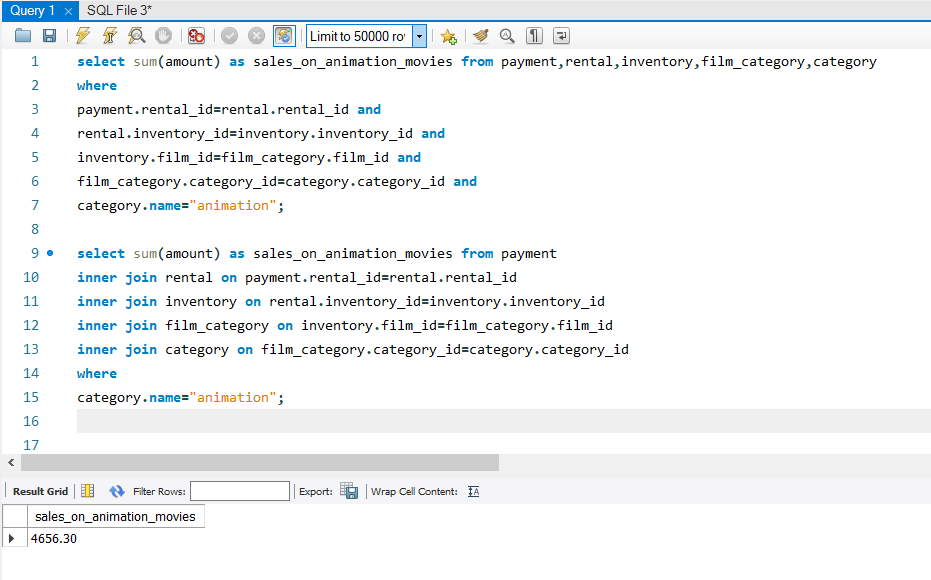 Query 1 × SQL File 3*
Limit to 50000 ro
1 select sum(amount) as sales_on_animation_movies from payment,rental,inventory,film_category,category
2 where
3 payment.rental_id=rental.rental_id and
4 rental.inventory_id=inventory.inventory_id and
5 inventory.film_id=film_category.film_id and
6 film_category.category_id=category.category_id and
7 category.name="animation";
8
9 select sum(amount) as sales_on_animation_movies from payment
10 inner join rental on payment.rental_id=rental.rental_id
11 inner join inventory on rental.inventory_id=inventory.inventory_id
12 inner join film_category on inventory.film_id=film_category.film_id
13 inner join category on film_category.category_id=category.category_id
14 where
15 category.name="animation";
16
17
Result Grid Filter Rows: Export: Wrap Cell Content: IA
sales_on_animation_movies
4656.30